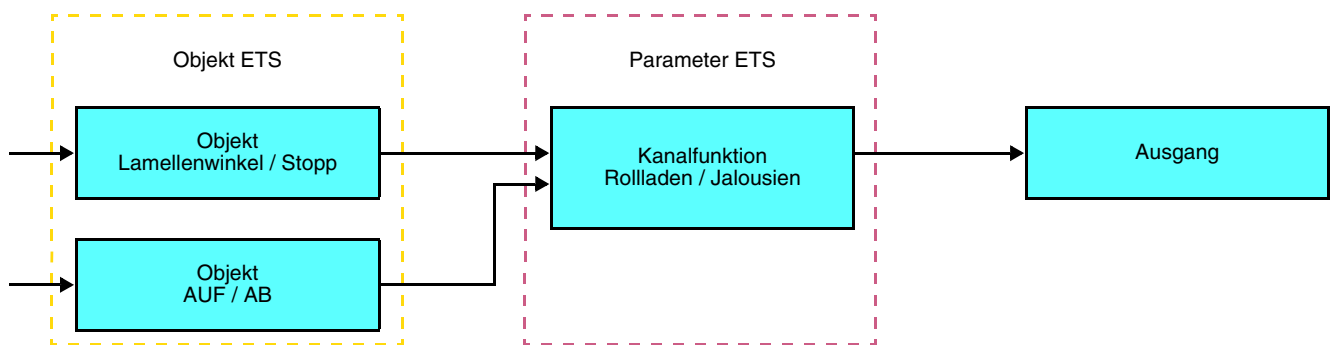 Objekt ETS
Parameter ETS
Objekt
Lamellenwinkel / Stopp
Kanalfunktion
Rollladen / Jalousien
Ausgang
Objekt
AUF / AB